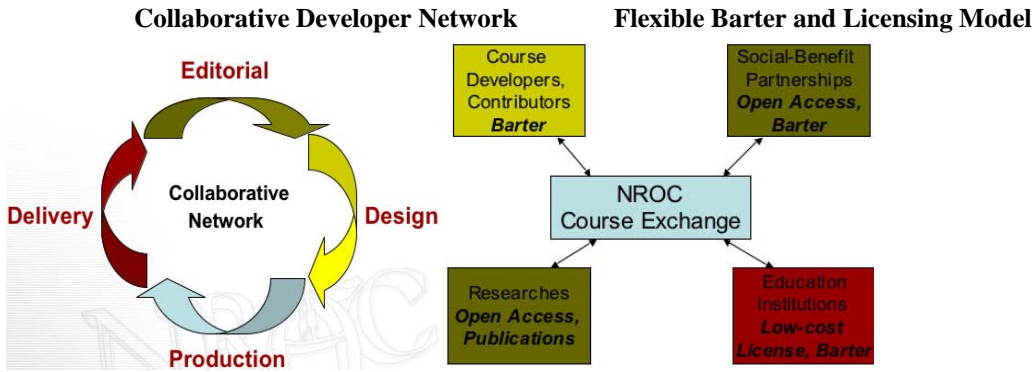 Collaborative Developer Network
Flexible Barter and Licensing Model
Editorial
Collaborative
Network
Delivery
Design
Production
Course
Developers,
Contributors
Barter
Social-Benefit
Partnerships
Open Access,
Barter
NROC
Course Exchange
Researches
Open Access,
Publications
Education
Institutions
Low-cost
License, Barter
NROC